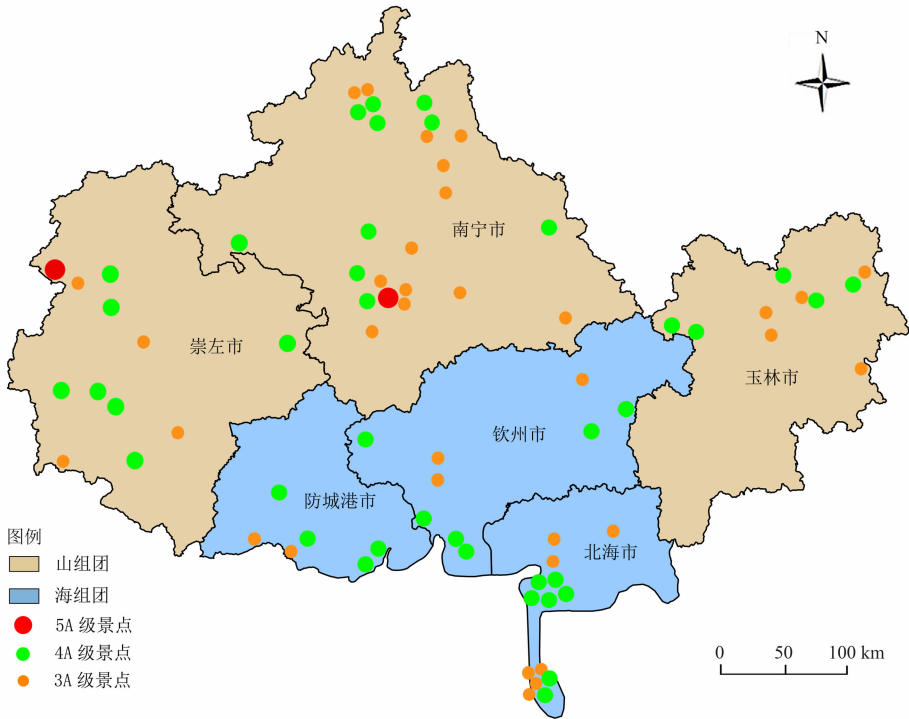 N
南宁市
崇左市
玉林市
钦州市
防城港市
北海市
图例
山组团
海组团
5A 级景点
4A 级景点
3A 级景点
0 50 100 km